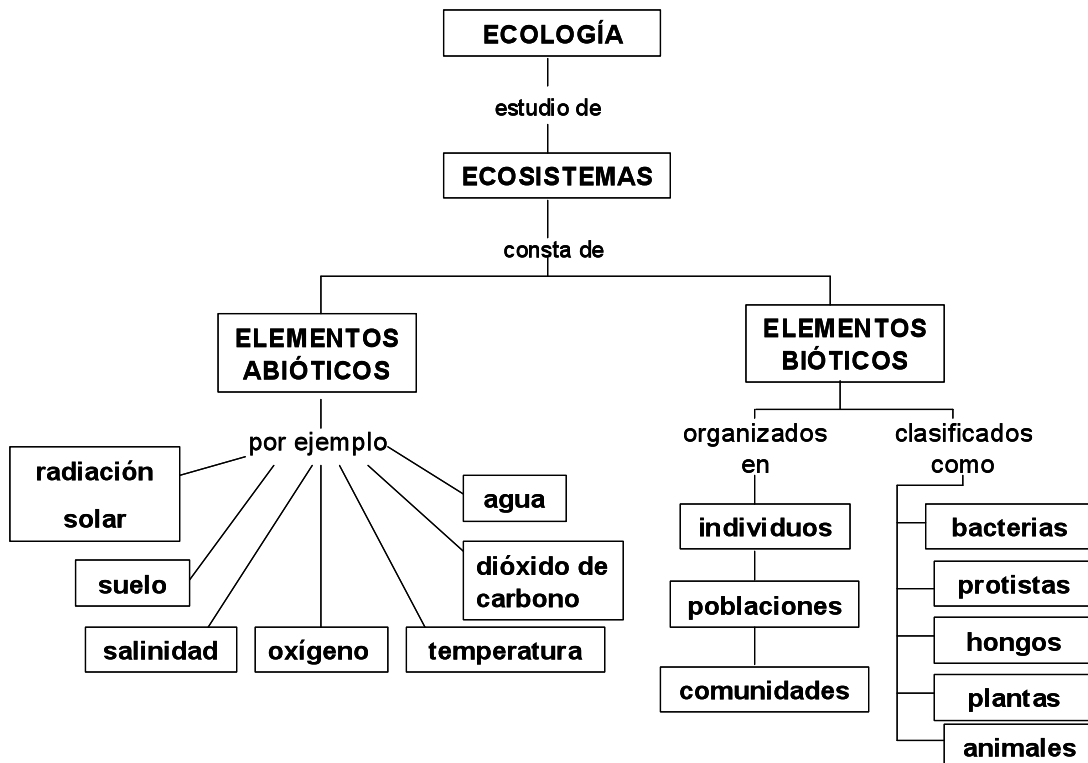 ECOLOGÍA
estudio de
ECOSISTEMAS
consta de
ELEMENTOS
ABIÓTICOS
por ejemplo
radiación
solar
suelo
salinidad
oxígeno
temperatura
dióxido de
carbono
agua
ELEMENTOS
BIÓTICOS
organizados
en
individuos
poblaciones
comunidades
clasificados
como
bacterias
protistas
hongos
plantas
animales